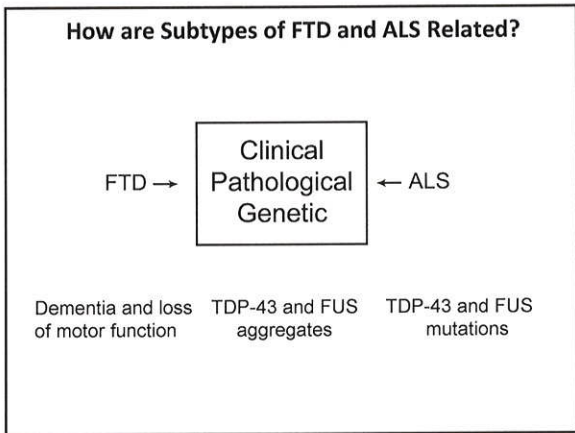 How are Subtypes of FTD and ALS Related?
Clinical
FTD → Pathological ← ALS
Genetic
Dementia and loss
of motor function
TDP-43 and FUS
aggregates
TDP-43 and FUS
mutations